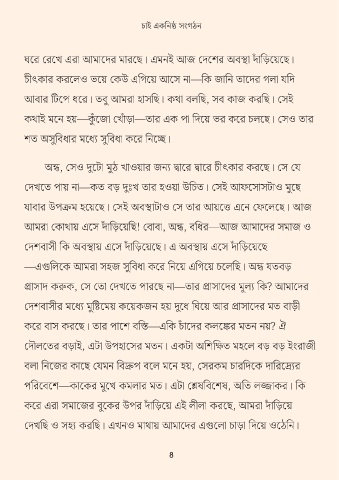 চাই একনিষ্ঠ সংগঠন
ঘরে রেখে এরা আমাদের মারছে। এমনই আজ দেশের অবস্থা দাঁড়িয়েছে।
চীৎকার করলেও ভয়ে কেউ এগিয়ে আসে না—কি জানি তাদের গলা যদি
আবার টিপে ধরে। তবু আমরা হাসছি। কথা বলছি, সব কাজ করছি। সেই
কথাই মনে হয়—কুঁজো খোঁড়া—তার এক পা দিয়ে ভর করে চলছে। সেও তার
শত অসুবিধার মধ্যে সুবিধা করে নিচ্ছে।
অন্ধ, সেও দুটো মুঠ খাওয়ার জন্য দ্বারে দ্বারে চীৎকার করছে। সে যে
দেখতে পায় না—কত বড় দুঃখ তার হওয়া উচিত। সেই আফসোসটাও মুছে
যাবার উপক্রম হয়েছে। সেই অবস্থাটাও সে তার আয়ত্তে এনে ফেলেছে। আজ
আমরা কোথায় এসে দাঁড়িয়েছি! বোবা, অন্ধ, বধির—আজ আমাদের সমাজ ও
দেশবাসী কি অবস্থায় এসে দাঁড়িয়েছে। এ অবস্থায় এসে দাঁড়িয়েছে
—এগুলিকে আমরা সহজ সুবিধা করে নিয়ে এগিয়ে চলেছি। অন্ধ যতবড়
প্রাসাদ করুক, সে তো দেখতে পারছে না—তার প্রাসাদের মূল্য কি? আমাদের
দেশবাসীর মধ্যে মুষ্টিমেয় কয়েকজন হয় দুধে ঘিয়ে আর প্রাসাদের মত বাড়ী
করে বাস করছে। তার পাশে বস্তি—একি চাঁদের কলঙ্কের মতন নয়? ঐ
দৌলতের বড়াই, এটা উপহাসের মতন। একটা অশিক্ষিত মহলে বড় বড় ইংরাজী
বলা নিজের কাছে যেমন বিদ্রূপ বলে মনে হয়, সেরকম চারদিকে দারিদ্র্যের
পরিবেশে—কাকের মুখে কমলার মত। এটা শ্লেষবিশেষ, অতি লজ্জাকর। কি
করে এরা সমাজের বুকের উপর দাঁড়িয়ে এই লীলা করছে, আমরা দাঁড়িয়ে
দেখছি ও সহ্য করছি। এখনও মাথায় আমাদের এগুলো চাড়া দিয়ে ওঠেনি।
8